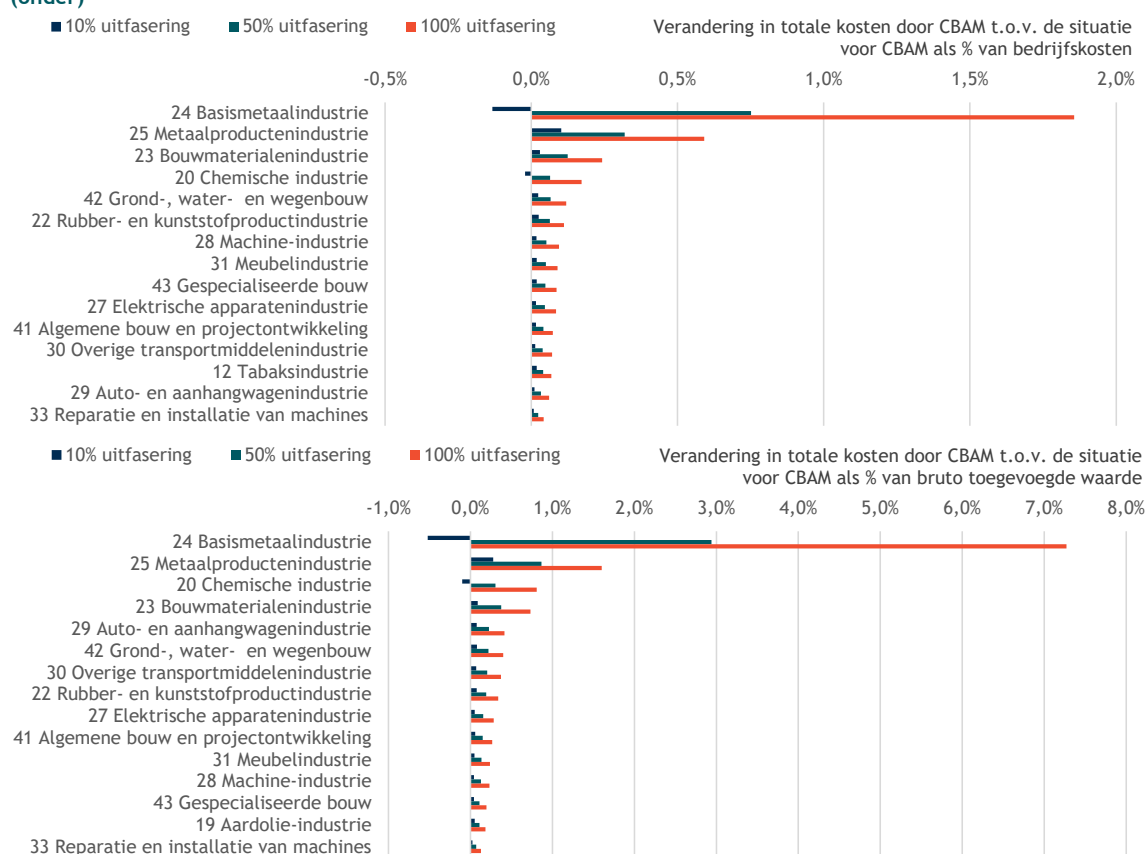 (onder)
10% uitfasering 50% uitfasering 100% uitfasering
Verandering in totale kosten door CBAM t.o.v. de situatie
voor CBAM als % van bedrijfskosten
-0,5% 0,0% 0,5% 1,0% 1,5% 2,0%
24 Basismetaalindustrie
25 Metaalproductenindustrie
23 Bouwmaterialenindustrie
20 Chemische industrie
42 Grond-, water- en wegenbouw
22 Rubber- en kunststofproductindustrie
28 Machine-industrie
31 Meubelindustrie
43 Gespecialiseerde bouw
27 Elektrische apparatenindustrie
41 Algemene bouw en projectontwikkeling
30 Overige transportmiddelenindustrie
12 Tabaksindustrie
29 Auto- en aanhangwagenindustrie
33 Reparatie en installatie van machines
10% uitfasering 50% uitfasering 100% uitfasering
Verandering in totale kosten door CBAM t.o.v. de situatie
voor CBAM als % van bruto toegevoegde waarde
-1,0% 0,0% 1,0% 2,0% 3,0% 4,0% 5,0% 6,0% 7,0% 8,0%
24 Basismetaalindustrie
25 Metaalproductenindustrie
20 Chemische industrie
23 Bouwmaterialenindustrie
29 Auto- en aanhangwagenindustrie
42 Grond-, water- en wegenbouw
30 Overige transportmiddelenindustrie
22 Rubber- en kunststofproductindustrie
27 Elektrische apparatenindustrie
41 Algemene bouw en projectontwikkeling
31 Meubelindustrie
28 Machine-industrie
43 Gespecialiseerde bouw
19 Aardolie-industrie
33 Reparatie en installatie van machines